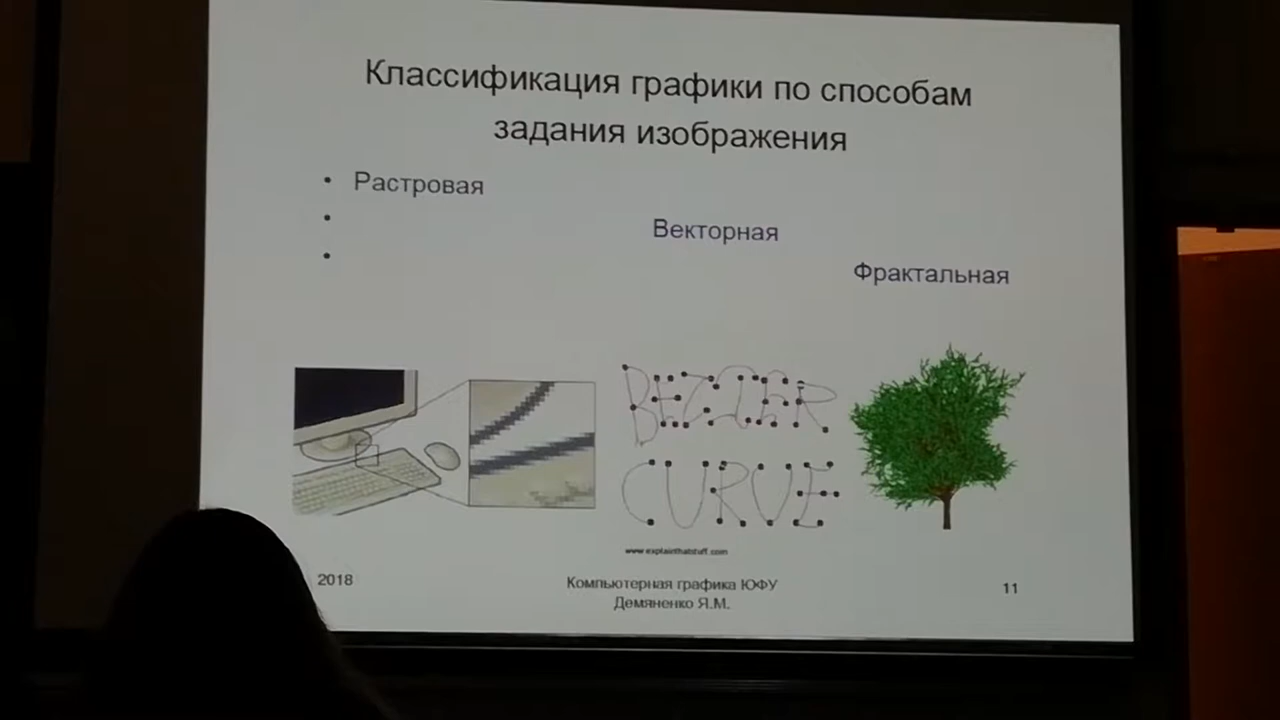 Классификация графики по способам
задания изображения
• Растровая
•
Векторная
•
Фрактальная
BEZIER
CURVE
www.explainthatstuff.com
2018
Компьютерная графика ЮФУ
Демяненко Я.М.
11